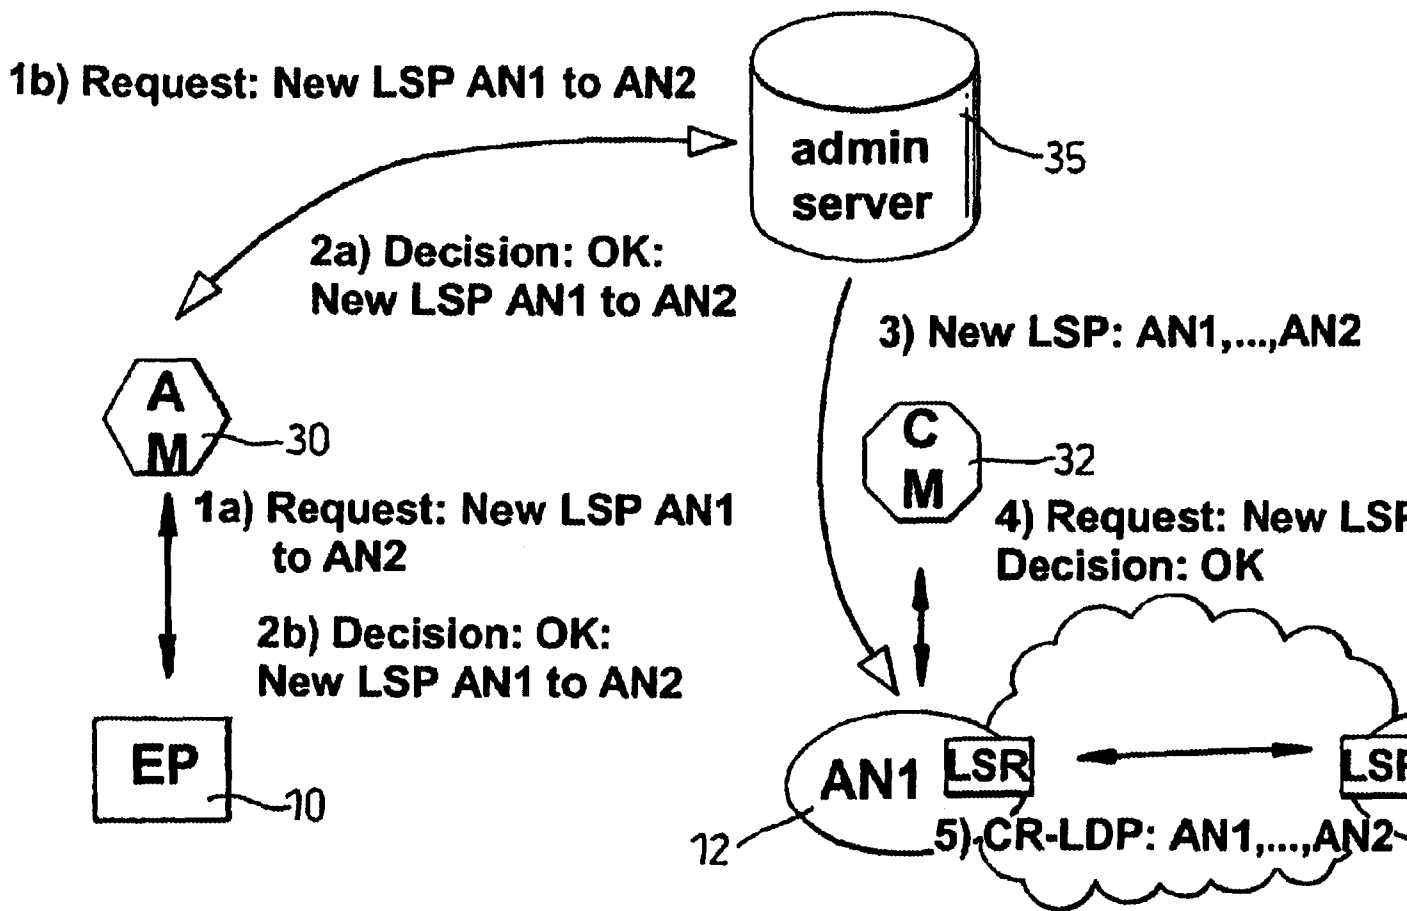 1b) Request: New LSP AN1 to AN2
admin
server
35
2a) Decision: OK:
New LSP AN1 to AN2
3) New LSP: AN1,...,AN2
A
M
30
C
M
32
1a) Request: New LSP AN1
to AN2
4) Request: New LSP
Decision: OK
2b) Decision: OK:
New LSP AN1 to AN2
EP
10
AN1
LSR
12
5) CR-LDP: AN1,...,AN2